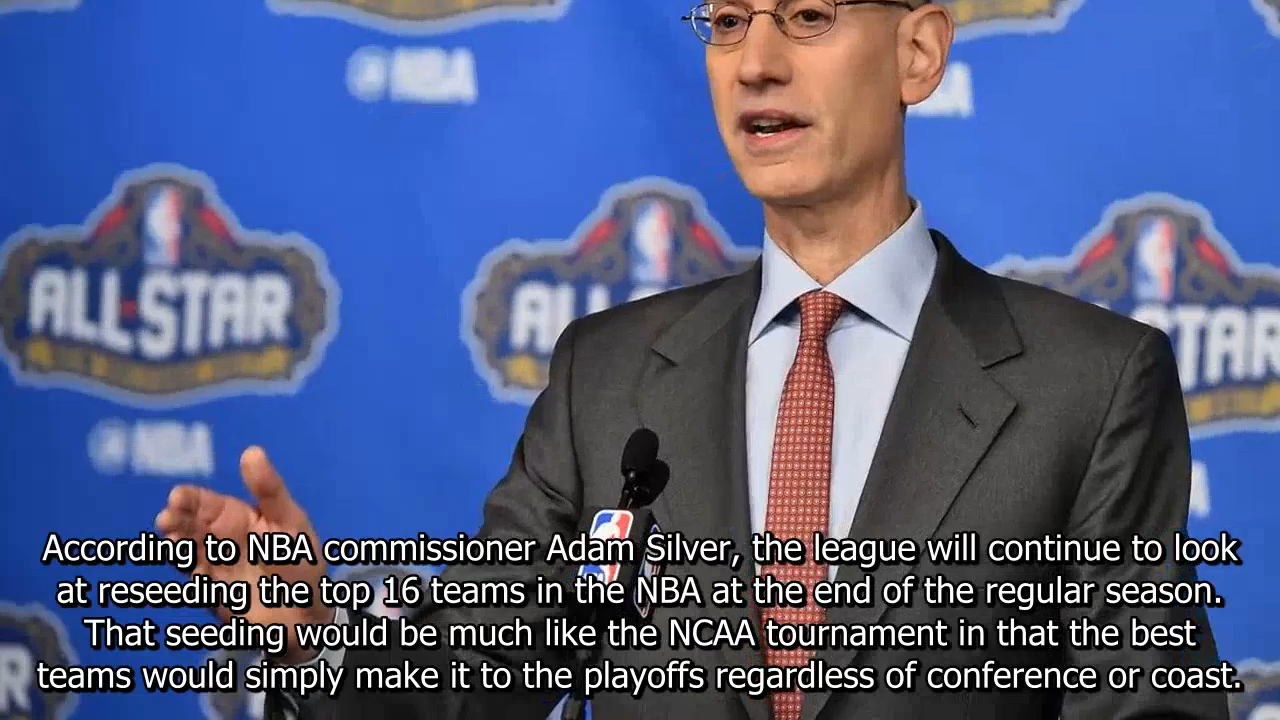 @NBA
ALL-STAR
ALL
TAR
@NBA
According to NBA commissioner Adam Silver, the league will continue to look
at reseeding the top 16 teams in the NBA at the end of the regular season.
That seeding would be much like the NCAA tournament in that the best
teams would simply make it to the playoffs regardless of conference or coast.